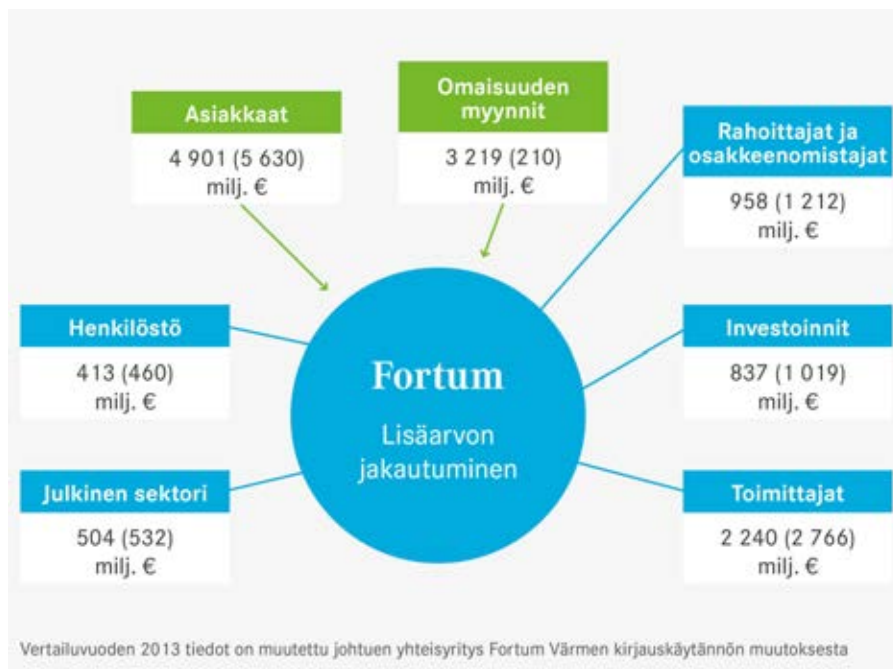 Asiakkaat
4 901 (5 630)
milj. €
Omaisuuden
myynnit
3 219 (210)
milj. €
Rahoittajat ja
osakkeenomistajat
958 (1 212)
milj. €
Henkilöstö
413 (460)
milj. €
Fortum
Lisäarvon
jakautuminen
Investoinnit
837 (1 019)
milj. €
Julkinen sektori
504 (532)
milj. €
Toimittajat
2 240 (2 766)
milj. €
Vertailuvuoden 2013 tiedot on muutettu johtuen yhteisyritys Fortum Värmen kirjauskäytännön muutoksesta